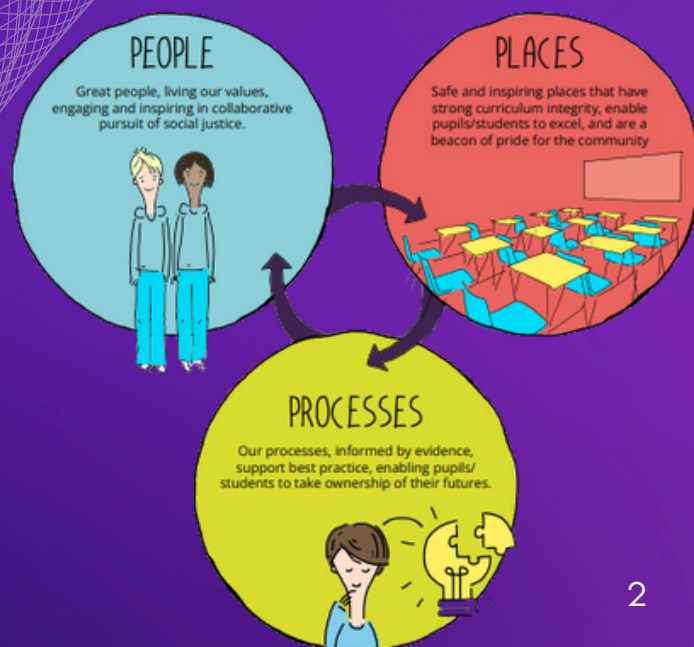 PEOPLE
Great people, living our values,
engaging and inspiring in collaborative
pursuit of social justice.
PLACES
Safe and inspiring places that have
strong curriculum integrity, enable
pupils/students to excel, and are a
beacon of pride for the community
PROCESSES
Our processes, informed by evidence,
support best practice, enabling pupils/
students to take ownership of their futures.
2